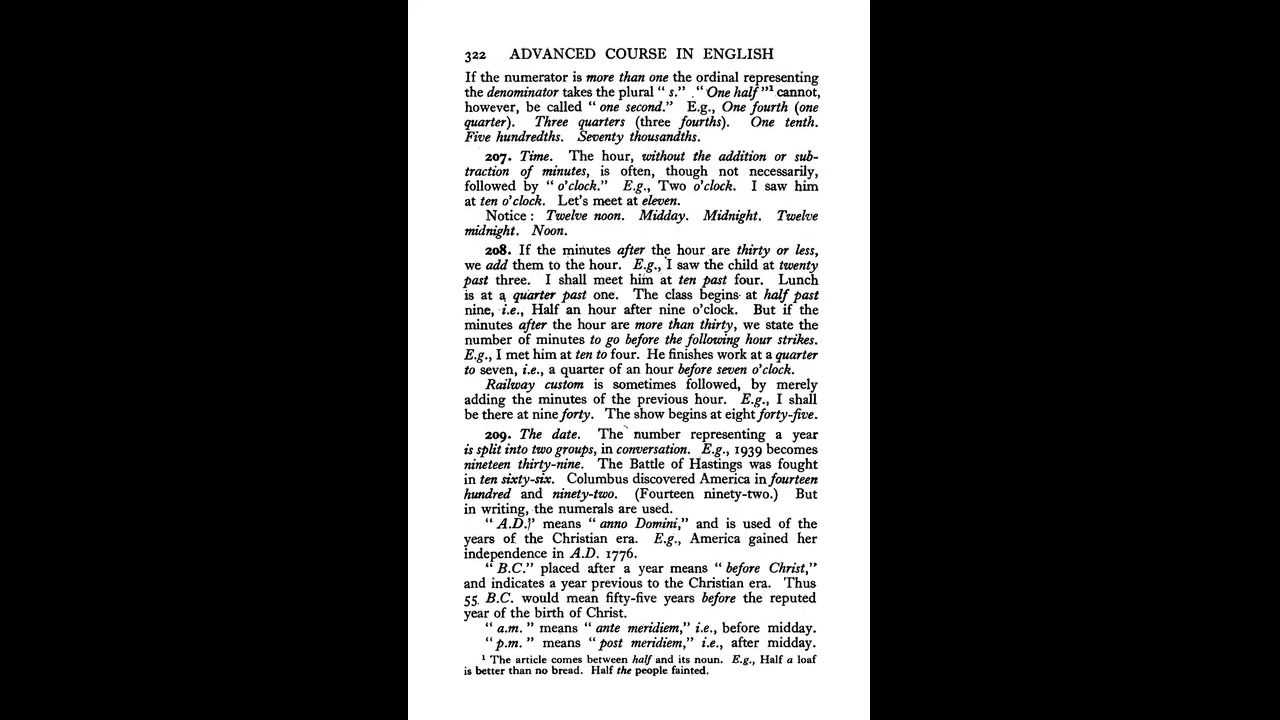 322 ADVANCED COURSE IN ENGLISH
If the numerator is more than one the ordinal representing
the denominator takes the plural “ s.” . “ One half ”¹ cannot,
however, be called “ one second.” E.g., One fourth (one
quarter). Three quarters (three fourths). One tenth.
Five hundredths. Seventy thousandths.
207. Time. The hour, without the addition or sub-
traction of minutes, is often, though not necessarily,
followed by “ o’clock.” E.g., Two o’clock. I saw him
at ten o’clock. Let’s meet at eleven.
Notice : Twelve noon. Midday. Midnight. Twelve
midnight. Noon.
208. If the minutes after the hour are thirty or less,
we add them to the hour. E.g., I saw the child at twenty
past three. I shall meet him at ten past four. Lunch
is at a quarter past one. The class begins at half past
nine, i.e., Half an hour after nine o’clock. But if the
minutes after the hour are more than thirty, we state the
number of minutes to go before the following hour strikes.
E.g., I met him at ten to four. He finishes work at a quarter
to seven, i.e., a quarter of an hour before seven o’clock.
Railway custom is sometimes followed, by merely
adding the minutes of the previous hour. E.g., I shall
be there at nine forty. The show begins at eight forty-five.
209. The date. The number representing a year
is split into two groups, in conversation. E.g., 1939 becomes
nineteen thirty-nine. The Battle of Hastings was fought
in ten sixty-six. Columbus discovered America in fourteen
hundred and ninety-two. (Fourteen ninety-two.) But
in writing, the numerals are used.
“ A.D.” means “ anno Domini,” and is used of the
years of the Christian era. E.g., America gained her
independence in A.D. 1776.
“ B.C.” placed after a year means “ before Christ,”
and indicates a year previous to the Christian era. Thus
55 B.C. would mean fifty-five years before the reputed
year of the birth of Christ.
“ a.m. ” means “ ante meridiem,” i.e., before midday.
“ p.m. ” means “ post meridiem,” i.e., after midday.
¹ The article comes between half and its noun. E.g., Half a loaf
is better than no bread. Half the people fainted.